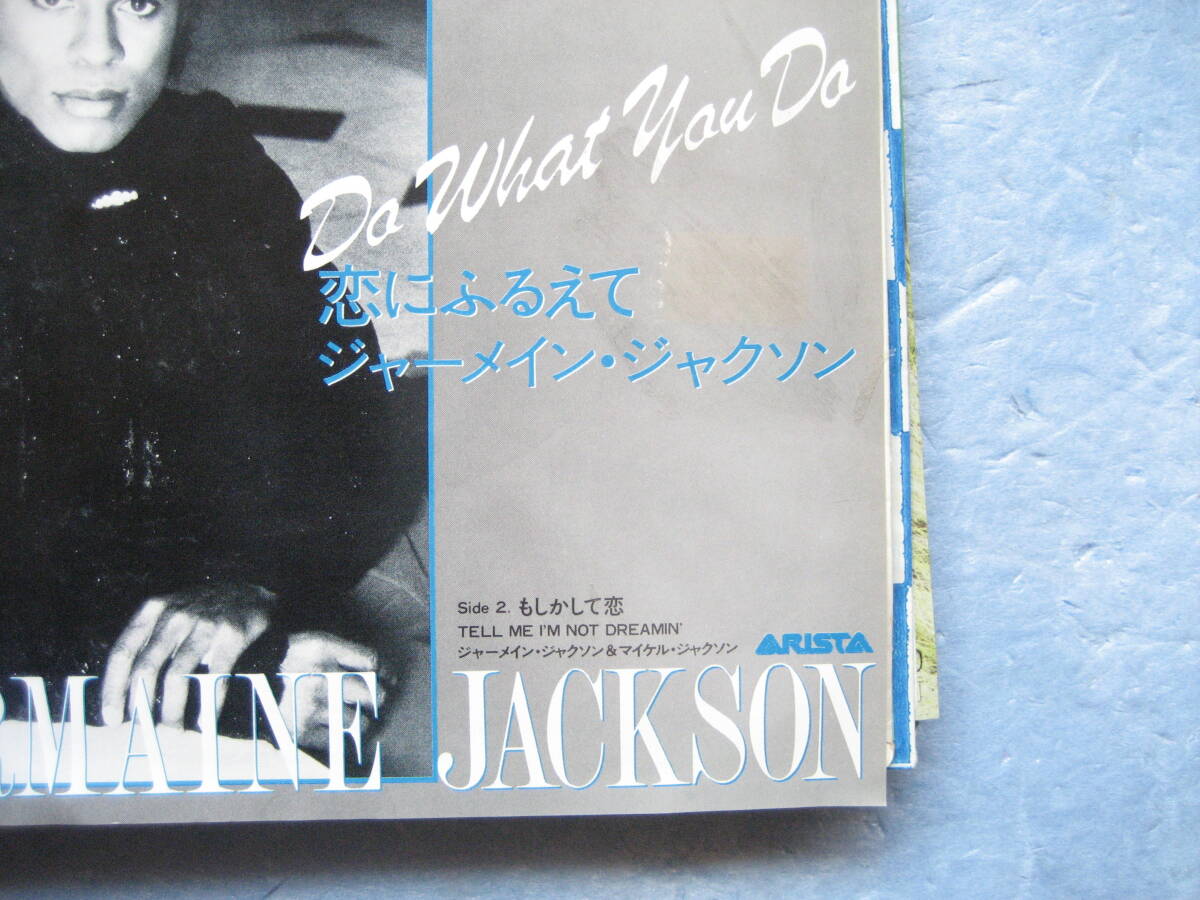 Do What You Do
恋にふるえて
ジャーメイン・ジャクソン
Side 2. もしかして恋
TELL ME I'M NOT DREAMIN'
ジャーメイン・ジャクソン&マイケル・ジャクソン
ARISTA
RMAINE JACKSON